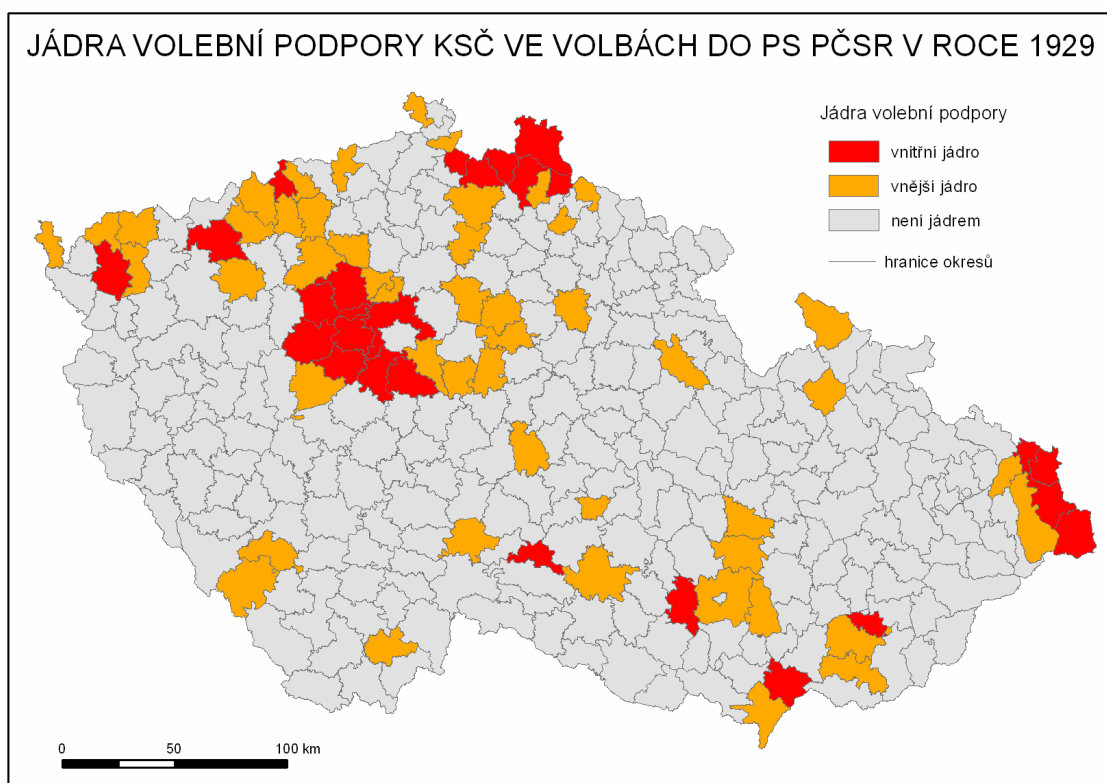 JÁDRA VOLEBNÍ PODPORY KSČ VE VOLBÁCH DO PS PČSR V ROCE 1929
Jádra volební podpory
vnitřní jádro
vnější jádro
není jádrem
hranice okresů
0 50 100 km